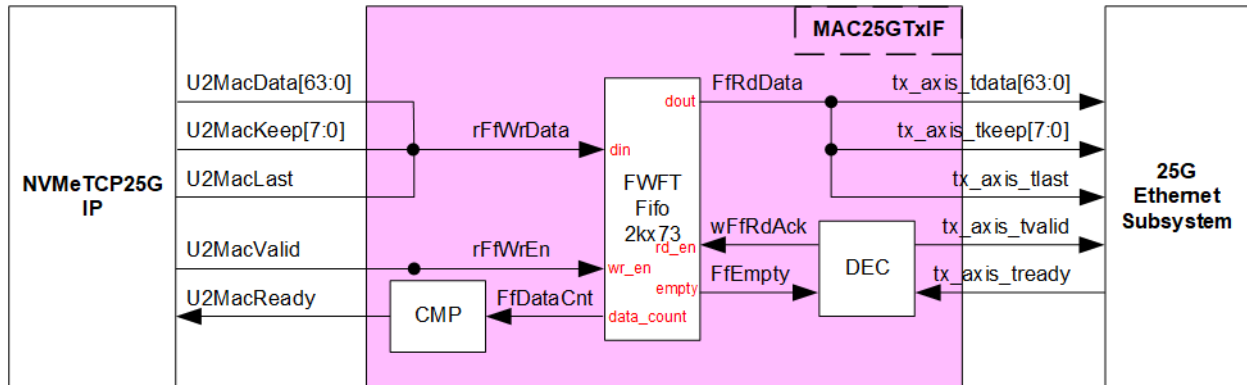 MAC25GTxIF
U2MacData[63:0]
FfRdData
tx_axis_tdata[63:0]
dout
U2MacKeep[7:0]
rFfWrData
tx_axis_tkeep[7:0]
din
NVMeTCP25G
IP
U2MacLast
FWFT
Fifo
2kx73
tx_axis_tlast
25G
Ethernet
Subsystem
U2MacValid
rFfWrEn
wFfRdAck
rd_en
tx_axis_tvalid
wr_en
DEC
U2MacReady
FfDataCnt
FfEmpty
empty
tx_axis_tready
CMP
data_count